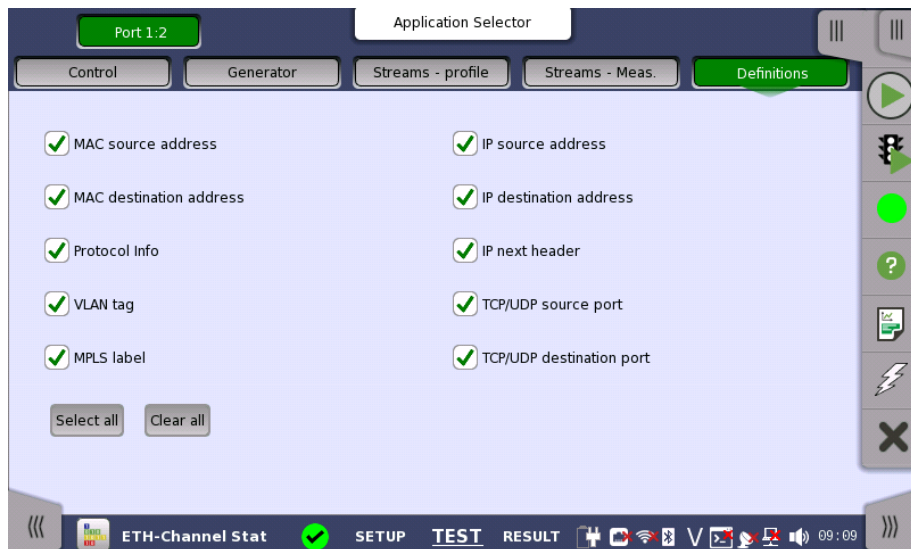 Port 1:2
Application Selector
Control
Generator
Streams - profile
Streams - Meas.
Definitions
MAC source address
IP source address
MAC destination address
IP destination address
Protocol Info
IP next header
VLAN tag
TCP/UDP source port
MPLS label
TCP/UDP destination port
Select all
Clear all
ETH-Channel Stat
SETUP
TEST
RESULT
V
09:09